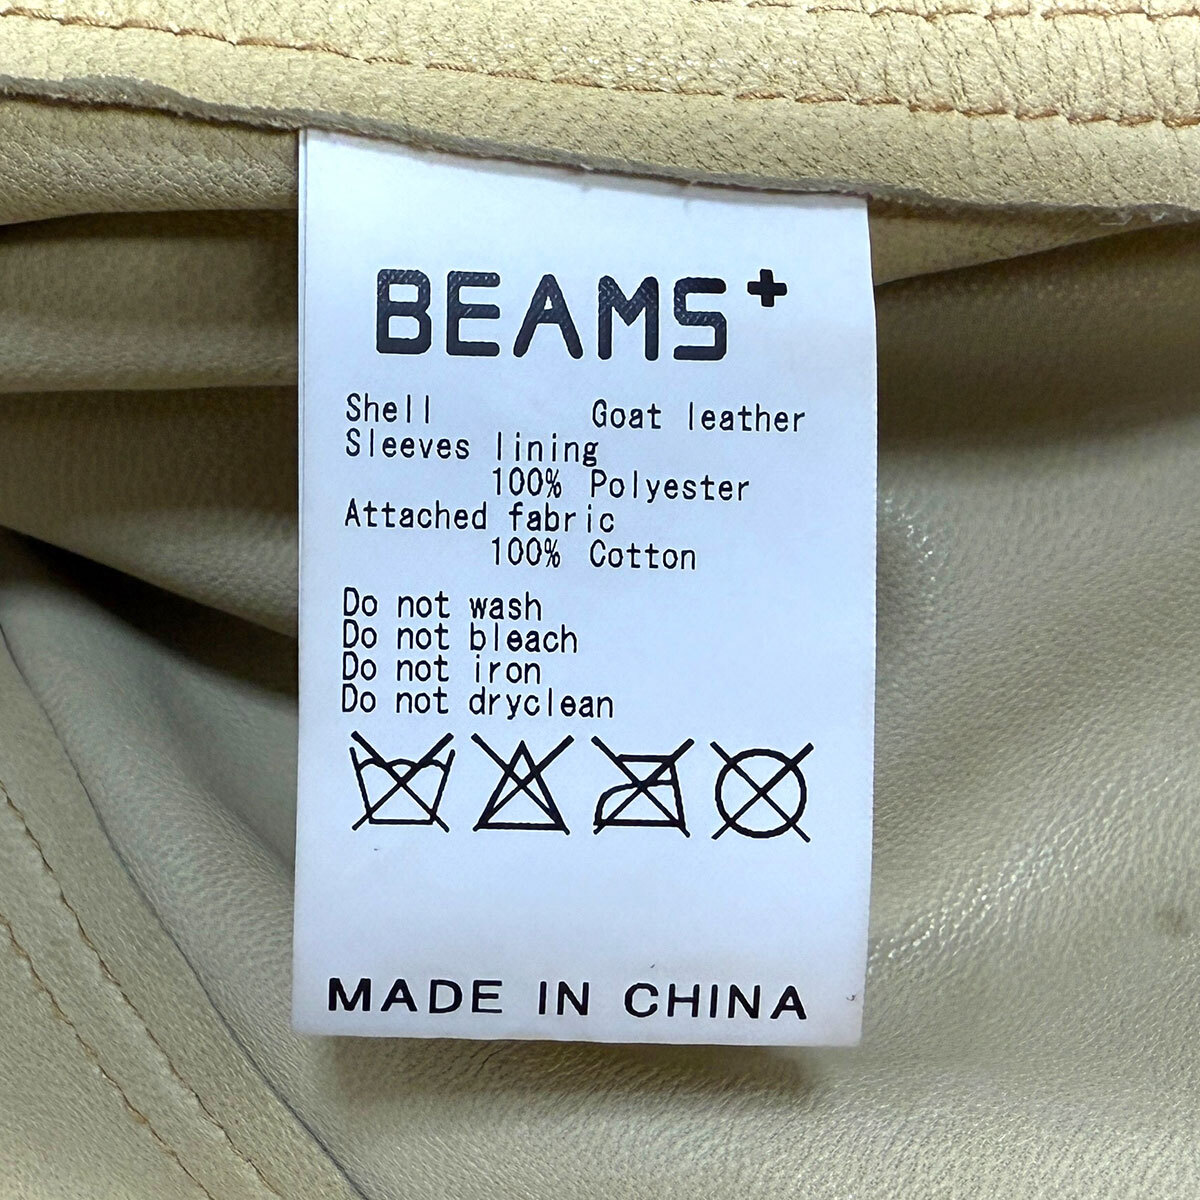 BEAMS+
Shell Goat leather
Sleeves lining
100% Polyester
Attached fabric
100% Cotton
Do not wash
Do not bleach
Do not iron
Do not dryclean
MADE IN CHINA